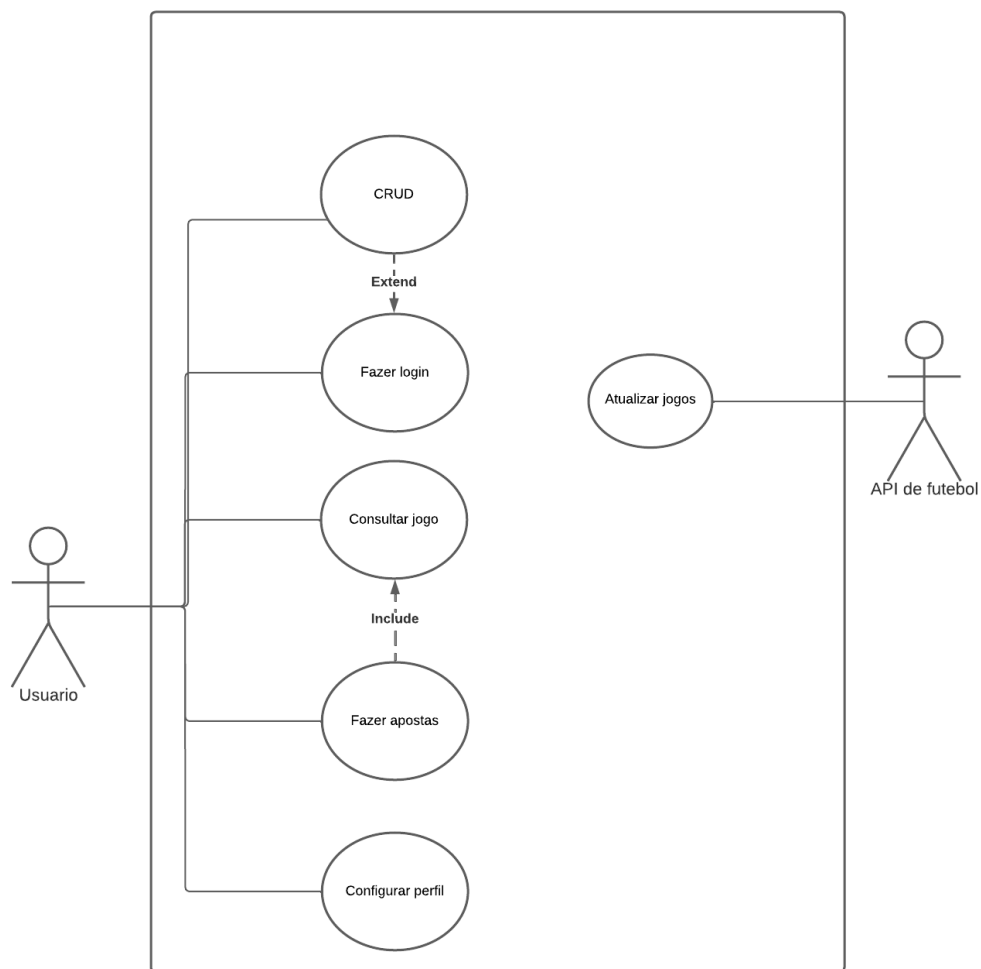 CRUD
Extend
Fazer login
Atualizar jogos
API de futebol
Consultar jogo
Include
Usuario
Fazer apostas
Configurar perfil